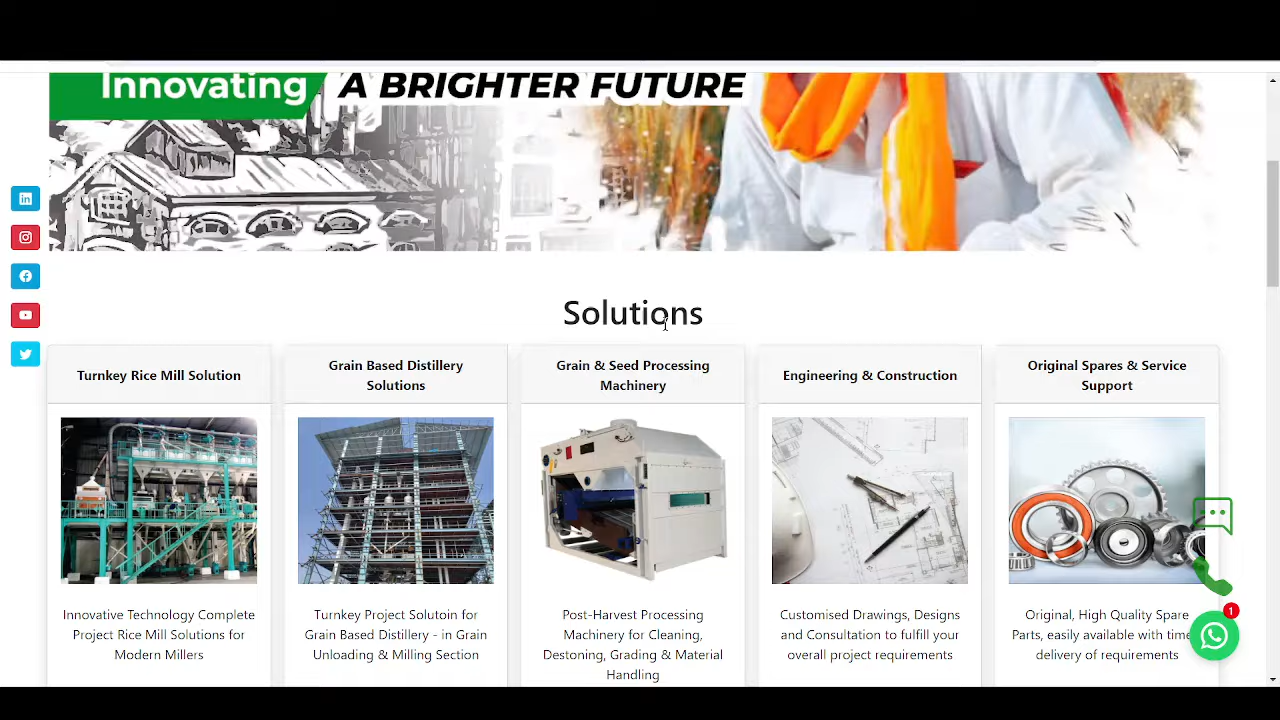 Innovating A BRIGHTER FUTURE
Solutions
Turnkey Rice Mill Solution
Innovative Technology Complete
Project Rice Mill Solutions for
Modern Millers
Grain Based Distillery
Solutions
Turnkey Project Solutoin for
Grain Based Distillery - in Grain
Unloading & Milling Section
Grain & Seed Processing
Machinery
Post-Harvest Processing
Machinery for Cleaning,
Destoning, Grading & Material
Handling
Engineering & Construction
Customised Drawings, Designs
and Consultation to fulfill your
overall project requirements
Original Spares & Service
Support
Original, High Quality Spare
Parts, easily available with
delivery of requirements
1